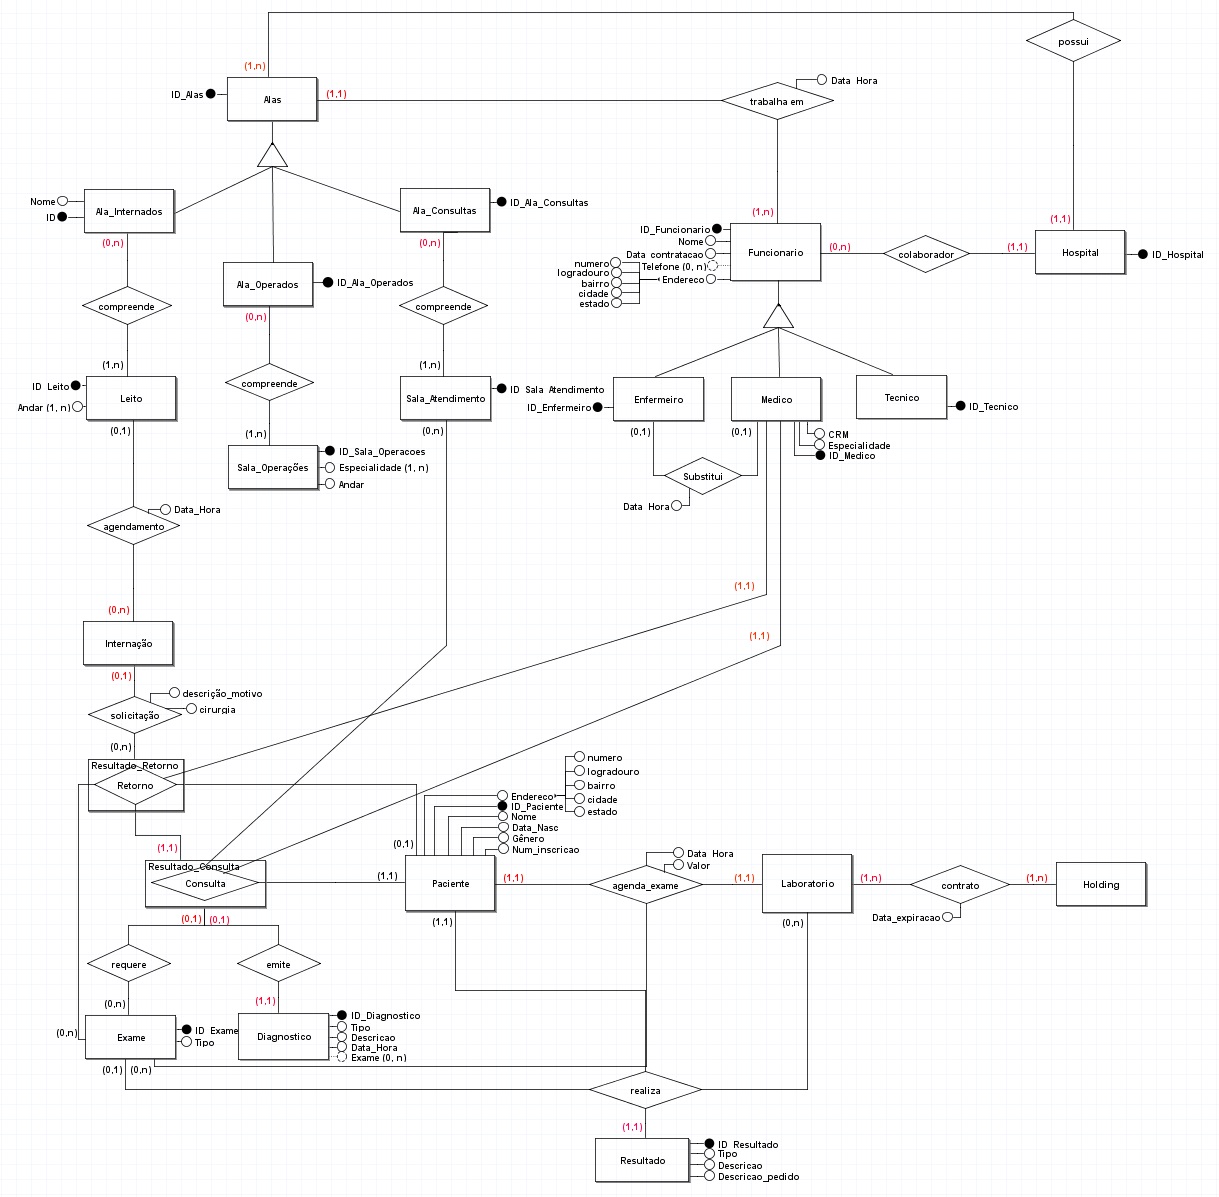 possui
(1,n)
Data Hora
ID_Alas
Alas
(1,1)
trabalha em
Nome
ID
Ala_Internados
Ala_Consultas
ID_Ala_Consultas
(1,n)
(1,1)
ID_Funcionario
Nome
Data contratacao
Telefone (0, n)
Endereco
numero
logradouro
bairro
cidade
estado
Funcionario
(0,n)
colaborador
(1,1)
Hospital
ID_Hospital
(0,n)
(0,n)
Ala_Operados
ID_Ala_Operados
compreende
(0,n)
compreende
(1,n)
(1,n)
ID Leito
Andar (1, n)
Leito
compreende
Sala_Atendimento
ID Sala Atendimento
ID_Enfermeiro
Enfermeiro
Medico
Tecnico
ID_Tecnico
(0,1)
(1,n)
(0,n)
(0,1)
(0,1)
CRM
Especialidade
ID_Medico
Sala_Operações
ID_Sala_Operacoes
Especialidade (1, n)
Andar
Substitui
Data Hora
Data_Hora
agendamento
(1,1)
(0,n)
(1,1)
Internação
(0,1)
descrição_motivo
cirurgia
solicitação
(0,n)
Resultado_Retorno
Retorno
numero
logradouro
bairro
cidade
estado
Endereco
ID_Paciente
Nome
Data_Nasc
Gênero
Num_inscricao
(1,1)
(0,1)
Resultado_Consulta
Consulta
(1,1)
Paciente
(1,1)
Data Hora
Valor
agenda_exame
(1,1)
Laboratorio
(1,n)
contrato
(1,n)
Holding
Data_expiracao
(0,1)
(0,1)
(1,1)
(0,n)
requere
emite
(0,n)
(1,1)
(0,n)
Exame
ID Exame
Tipo
Diagnostico
ID_Diagnostico
Tipo
Descricao
Data_Hora
Exame (0, n)
(0,1)
(0,n)
realiza
(1,1)
Resultado
ID_Resultado
Tipo
Descricao
Descricao_pedido